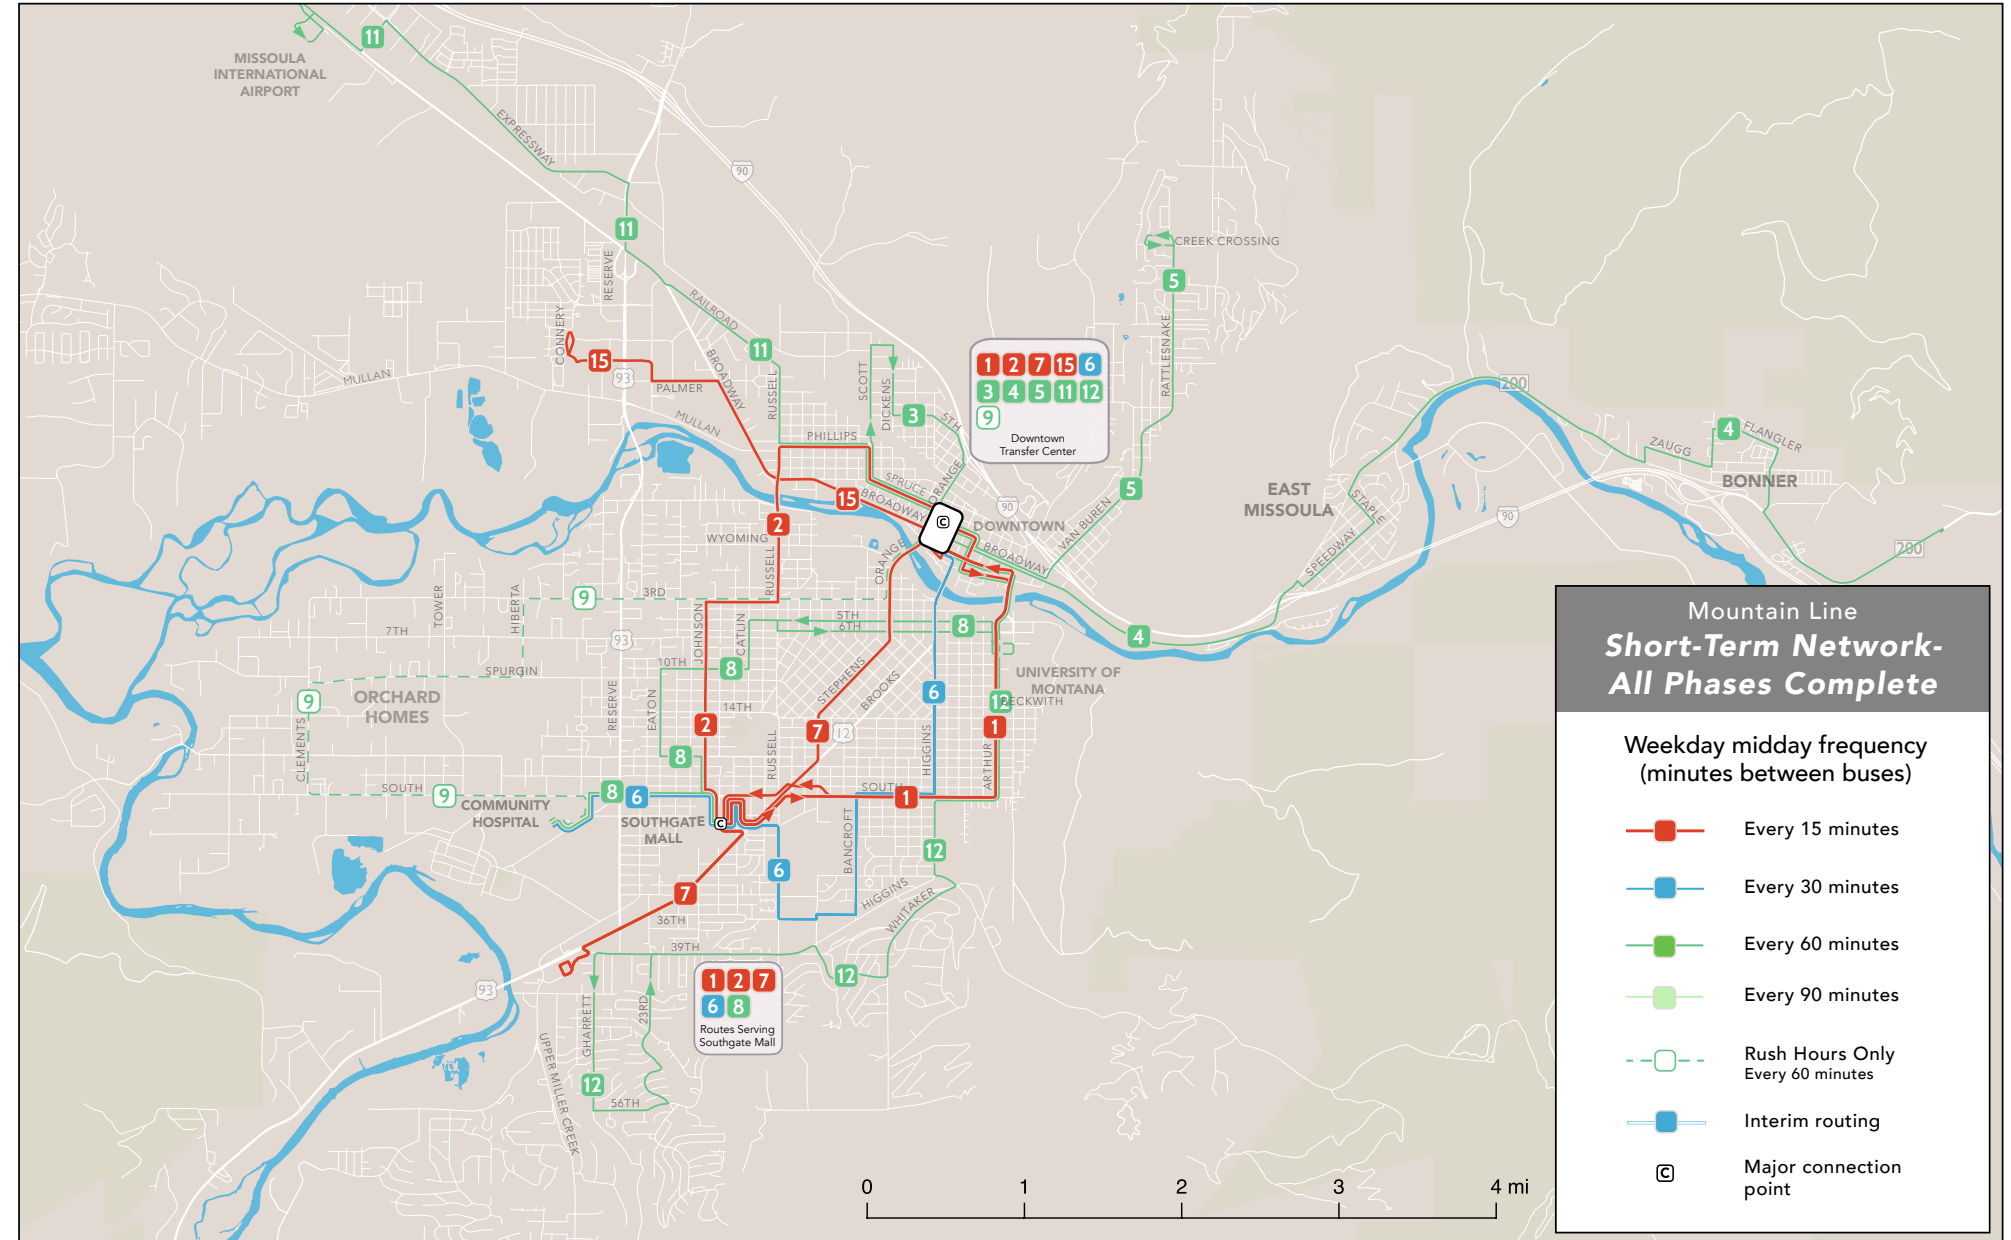 11
MISSOULA
INTERNATIONAL
AIRPORT
EXPRESSWAY
90
11
RESERVE
CREEK CROSSING
5
RAILROAD
CONNERY
15
93
PALMER
MULLAN
BROADWAY
11
RUSSELL
MULLAN
PHILLIPS
SCOTT
DICKENS
3
5TH
RATTLESNAKE
1 2 7 15 6
3 4 5 11 12
9
Downtown
Transfer Center
200
4
FLANGLER
ZAUGG
BONNER
SPRUCE
ORANGE
BROADWAY
15
5
90
C
DOWNTOWN
VAN BUREN
EAST
MISSOULA
STAPLE
SPEEDWAY
90
200
2
WYOMING
ORANGE
BROADWAY
RUSSELL
9
3RD
TOWER
HIBERTA
7TH
93
JOHNSON
CATLIN
5TH
6TH
8
4
10TH
8
SPURGIN
UNIVERSITY OF
MONTANA
STEPHENS
BROOKS
6
9
ORCHARD
HOMES
RESERVE
EATON
14TH
2
7
12
12
BECKWITH
1
CLEMENTS
RUSSELL
HIGGINS
ARTHUR
8
SOUTH
9
COMMUNITY
HOSPITAL
8
6
SOUTH
1
SOUTHGATE
MALL
C
BANCROFT
12
6
7
HIGGINS
WHITAKER
36TH
39TH
12
93
1 2 7
6 8
Routes Serving
Southgate Mall
GHARRETT
23RD
UPPER MILLER CREEK
12
56TH
0 1 2 3 4 mi
Mountain Line
Short-Term Network-
All Phases Complete
Weekday midday frequency
(minutes between buses)
Every 15 minutes
Every 30 minutes
Every 60 minutes
Every 90 minutes
Rush Hours Only
Every 60 minutes
Interim routing
C Major connection
point